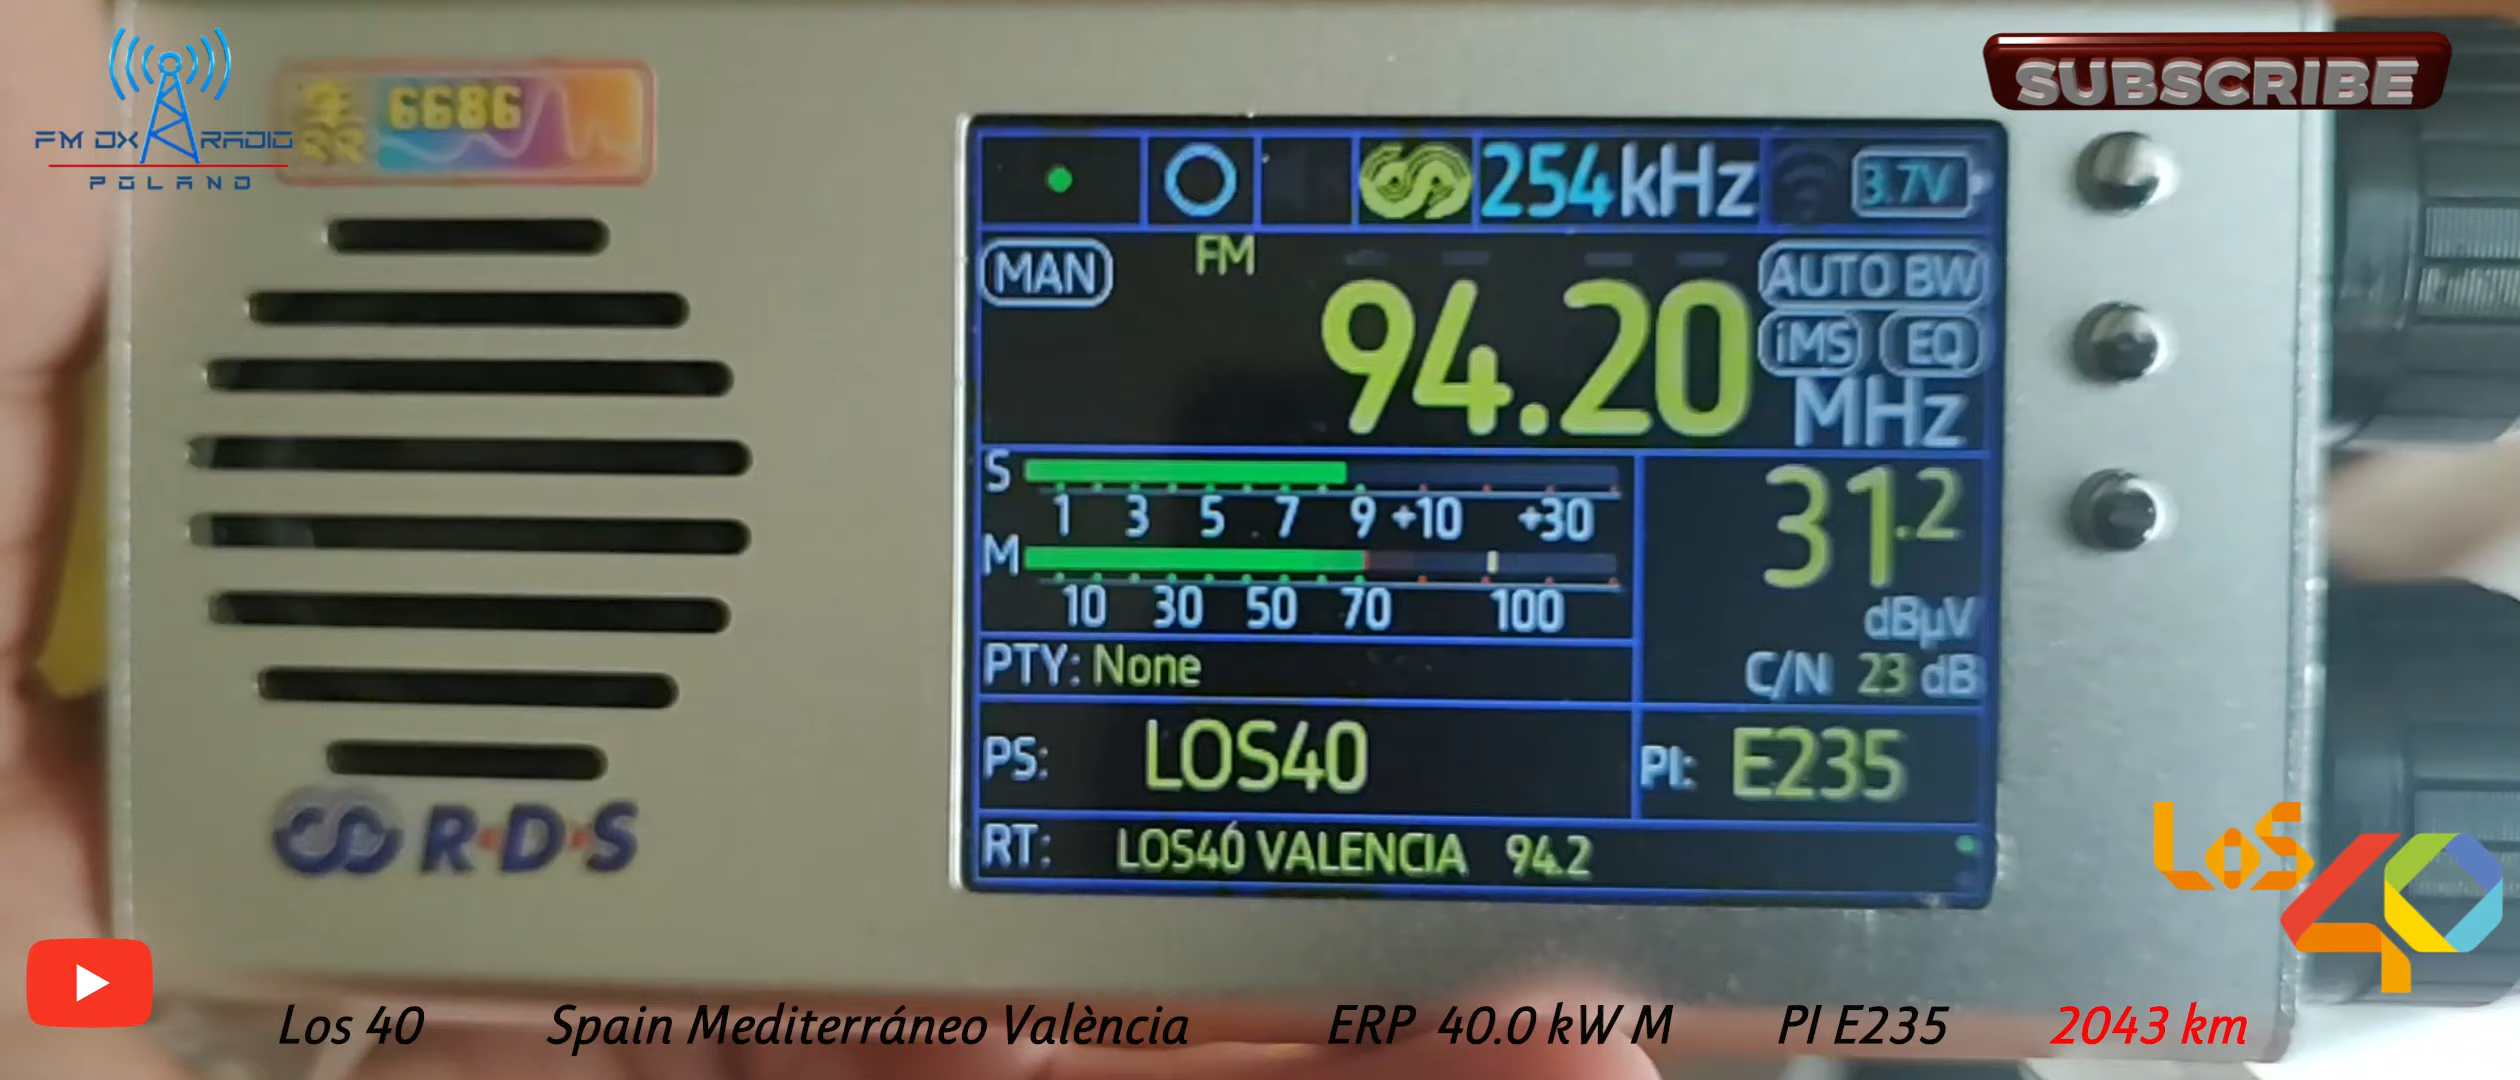 FM DX RADIO
POLAND
6686
SUBSCRIBE
254 kHz
3.7V
MAN
FM
AUTO BW
94.20
iMS EQ
MHz
S
1 3 5 7 9 +10 +30
M
10 30 50 70 100
31.2
dBµV
C/N 23 dB
PTY: None
PS: LOS40
PI: E235
RT: LOS40 VALENCIA 94.2
R·D·S
LOS 40
Los 40 Spain Mediterráneo València ERP 40.0 kW M PI E235 2043 km